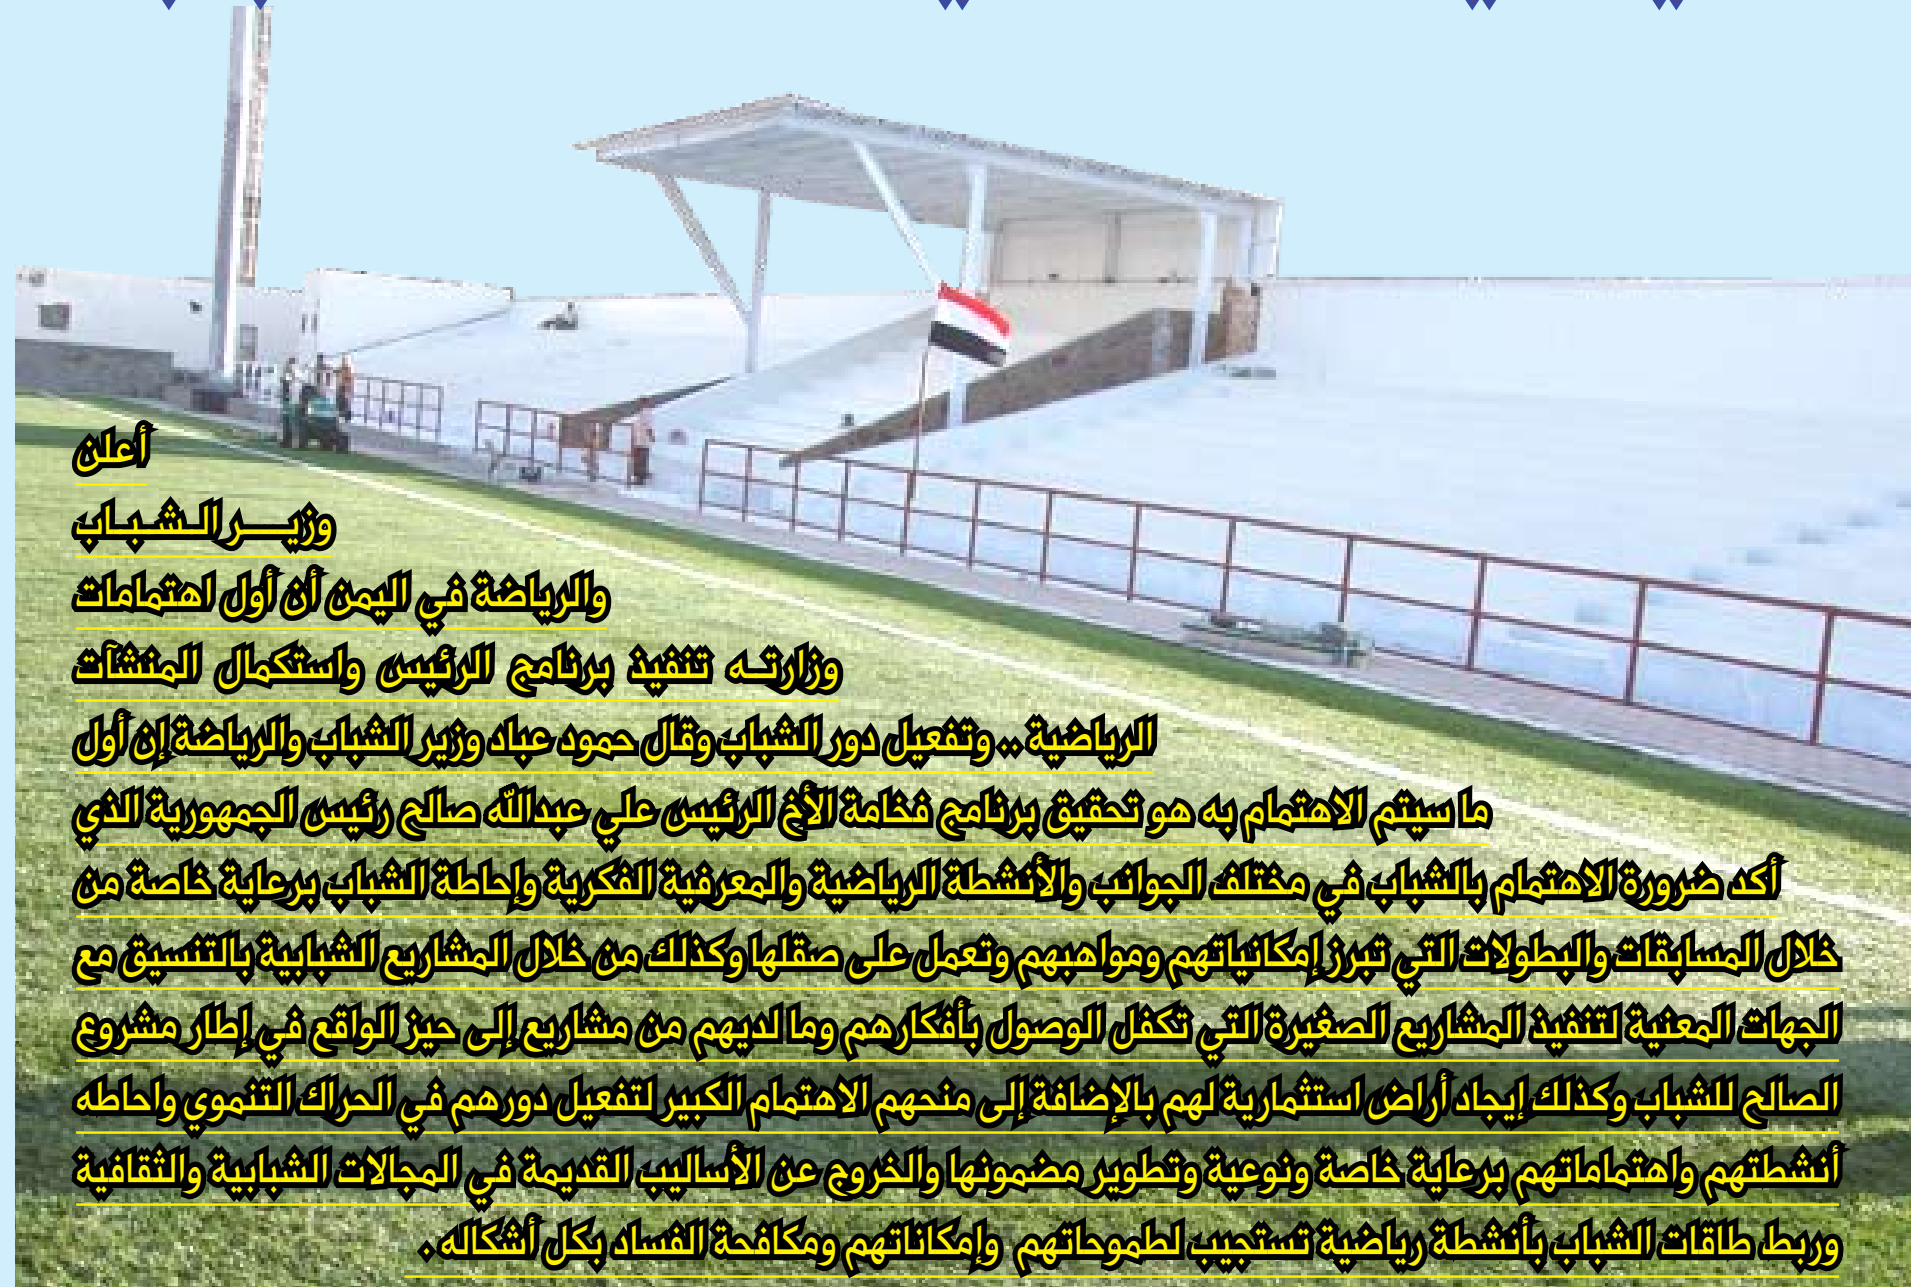 أعلن
وزيـــر الـشـبـاب
والرياضة في اليمن أن أول اهتمامات
وزارتــه تنفيذ برنامج الرئيس واستكمال المنشآت
الرياضية .. وتفعيل دور الشباب وقال حمود عباد وزير الشباب والرياضة إن أول
ما سيتم الاهتمام به هو تحقيق برنامج فخامة الأخ الرئيس علي عبدالله صالح رئيس الجمهورية الذي
أكد ضرورة الاهتمام بالشباب في مختلف الجوانب والأنشطة الرياضية والمعرفية الفكرية وإحاطة الشباب برعاية خاصة من
خلال المسابقات والبطولات التي تبرز إمكانياتهم ومواهبهم وتعمل على صقلها وكذلك من خلال المشاريع الشبابية بالتنسيق مع
الجهات المعنية لتنفيذ المشاريع الصغيرة التي تكفل الوصول بأفكارهم وما لديهم من مشاريع إلى حيز الواقع في إطار مشروع
الصالح للشباب وكذلك إيجاد أراض استثمارية لهم بالإضافة إلى منحهم الاهتمام الكبير لتفعيل دورهم في الحراك التنموي واحاطه
أنشطتهم واهتماماتهم برعاية خاصة ونوعية وتطوير مضمونها والخروج عن الأساليب القديمة في المجالات الشبابية والثقافية
وربط طاقات الشباب بأنشطة رياضية تستجيب لطموحاتهم وإمكاناتهم ومكافحة الفساد بكل أشكاله .